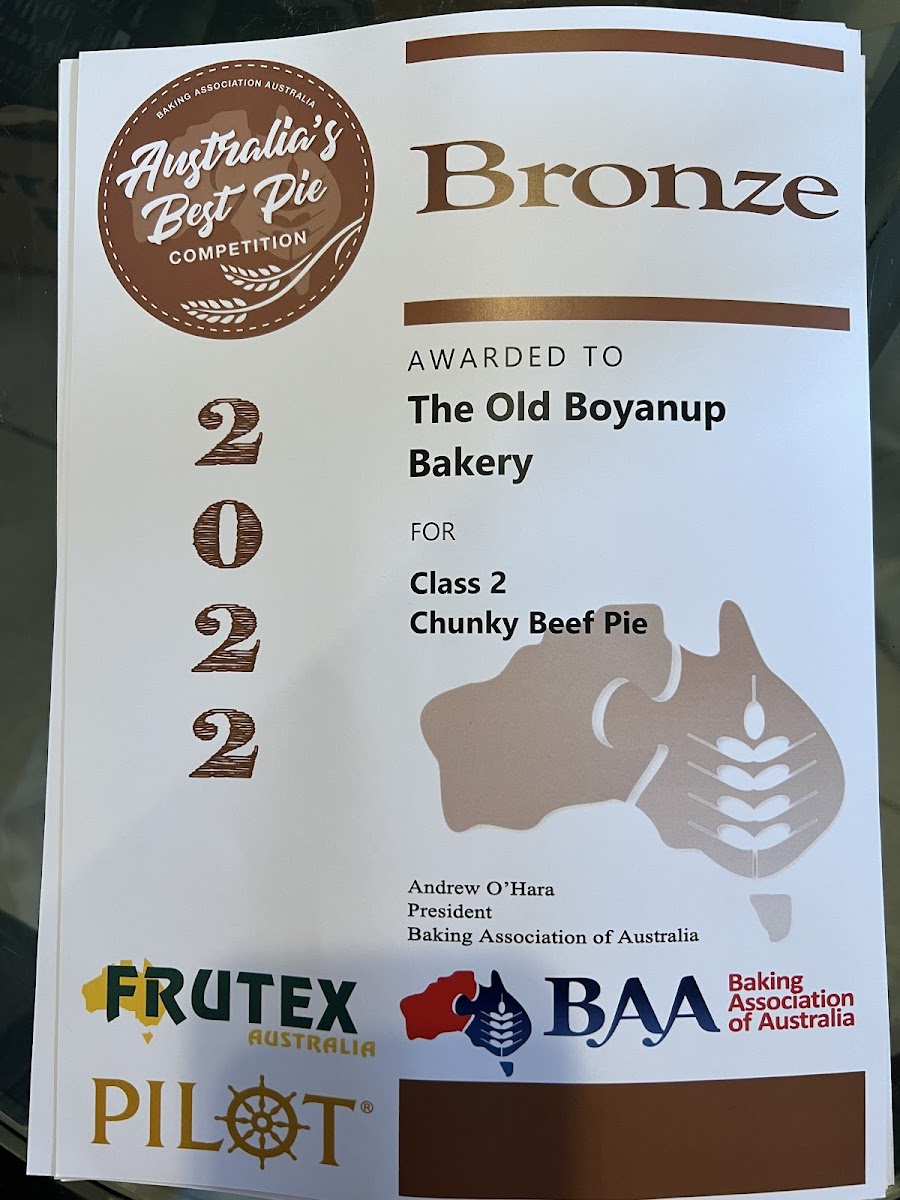 BAKING ASSOCIATION AUSTRALIA
Australia's
Best Pie
COMPETITION
Bronze
2
0
2
2
AWARDED TO
The Old Boyanup
Bakery
FOR
Class 2
Chunky Beef Pie
Andrew O'Hara
President
Baking Association of Australia
FRUTEX
AUSTRALIA
BAA
Baking
Association
of Australia
PILOT®